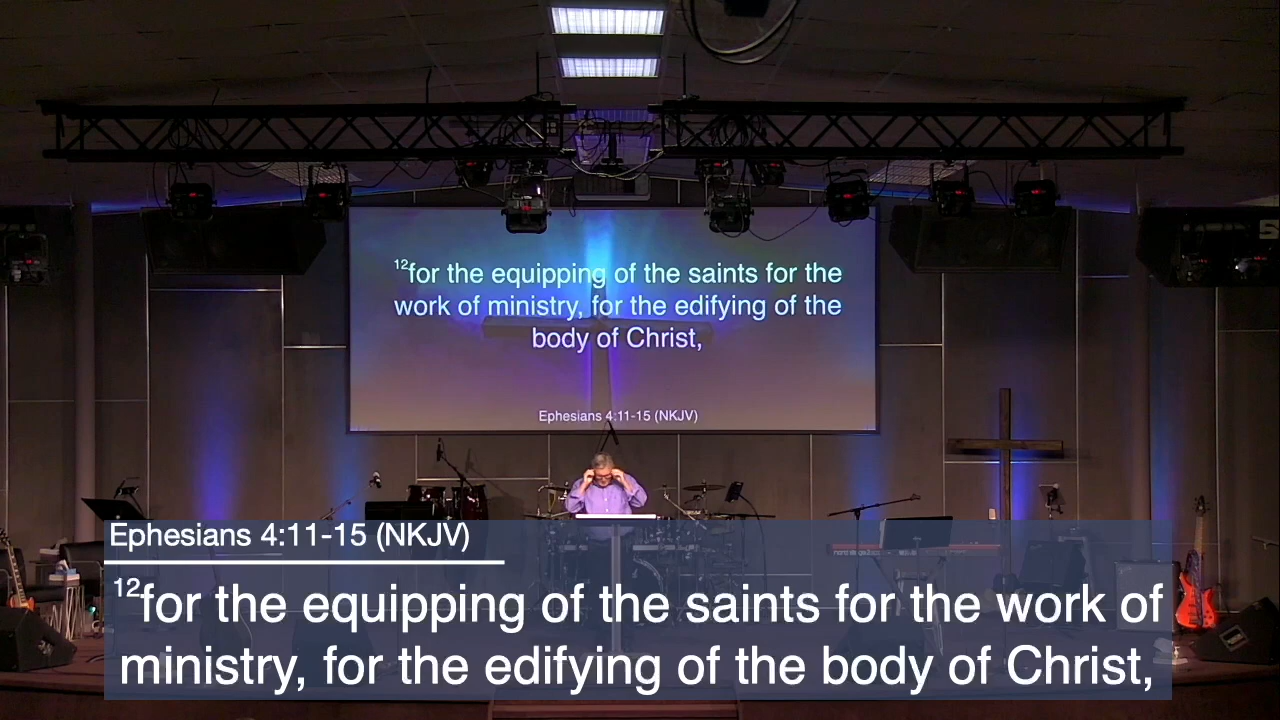 12for the equipping of the saints for the
work of ministry, for the edifying of the
body of Christ,
Ephesians 4:11-15 (NKJV)
Ephesians 4:11-15 (NKJV)
12for the equipping of the saints for the work of
ministry, for the edifying of the body of Christ,